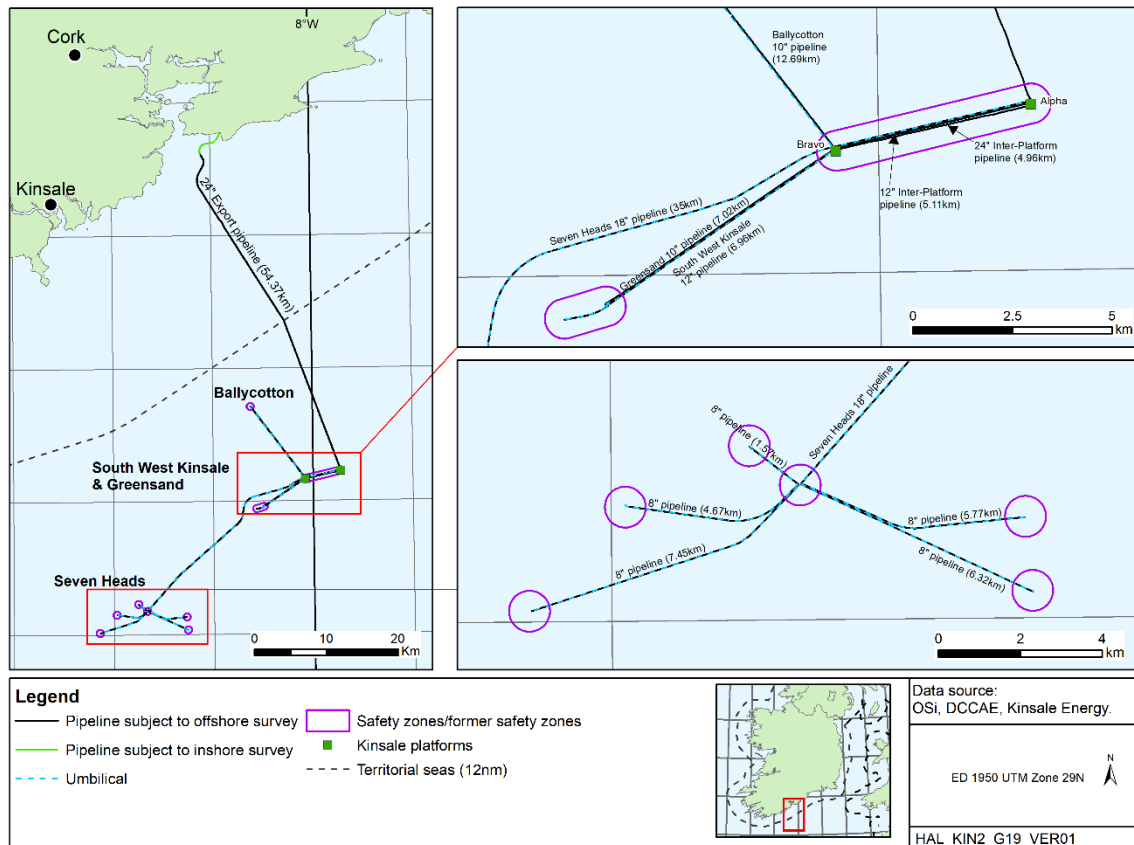 8°W
Cork
Kinsale
24" Export pipeline (54.37km)
Ballycotton
South West Kinsale
& Greensand
Seven Heads
0 10 20
Km
Ballycotton
10" pipeline
(12.69km)
Alpha
Bravo
24" Inter-Platform
pipeline (4.96km)
12" Inter-Platform
pipeline (5.11km)
Seven Heads 18" pipeline (35km)
Greensand 10" pipeline (7.02km)
South West Kinsale
12" pipeline (6.96km)
0 2.5 5
km
Seven Heads 18" pipeline
8" pipeline (1.57km)
8" pipeline (4.67km)
8" pipeline (5.77km)
8" pipeline (7.45km)
8" pipeline (6.32km)
0 2 4
km
Legend
Pipeline subject to offshore survey
Pipeline subject to inshore survey
Umbilical
Safety zones/former safety zones
Kinsale platforms
Territorial seas (12nm)
Data source:
OSi, DCCAE, Kinsale Energy.
N
ED 1950 UTM Zone 29N
HAL_KIN2_G19_VER01